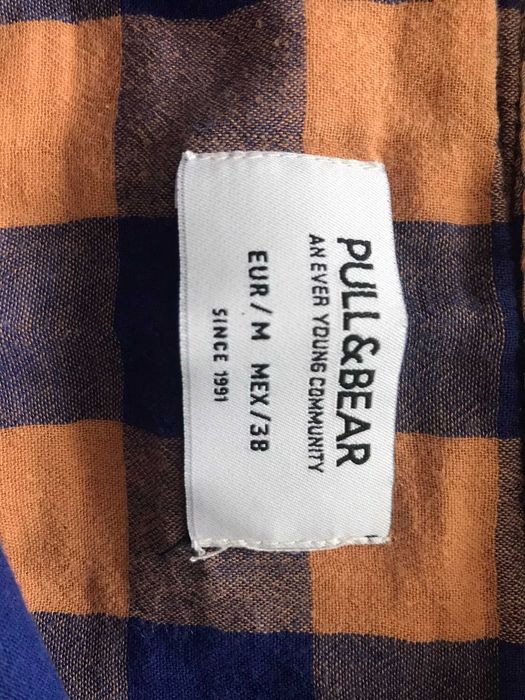 PULL&BEAR
AN EVER YOUNG COMMUNITY
EUR/M MEX/38
SINCE 1991